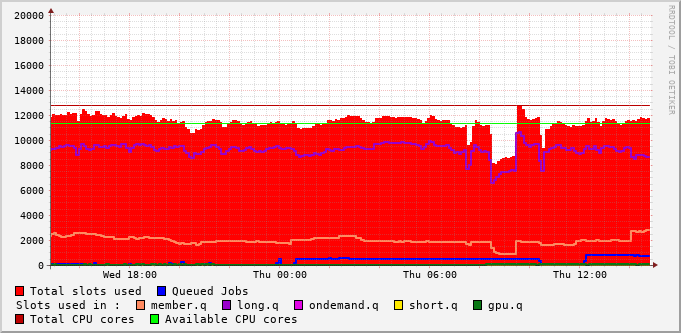 RRDTOOL / TOBI OETIKER
20000
18000
16000
14000
12000
10000
8000
6000
4000
2000
0
Wed 18:00 Thu 00:00 Thu 06:00 Thu 12:00
Total slots used Queued Jobs
Slots used in : member.q long.q ondemand.q short.q gpu.q
Total CPU cores Available CPU cores